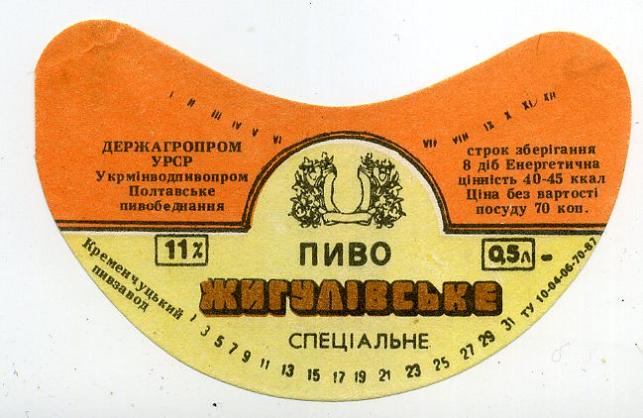 I II III IV V VI VII VIII IX X XI XII
ДЕРЖАГРОПРОМ
УРСР
Укрмінводпивопром
Полтавське
пивобєднання
строк зберігання
8 діб Енергетична
цінність 40-45 ккал
Ціна без вартості
посуду 70 коп.
11%
ПИВО
0,5л
ЖИГУЛІВСЬКЕ
СПЕЦІАЛЬНЕ
Кременчуцький
пивзавод
1 3 5 7 9 11 13 15 17 19 21 23 25 27 29 31
ТУ 10-04-06-70-87